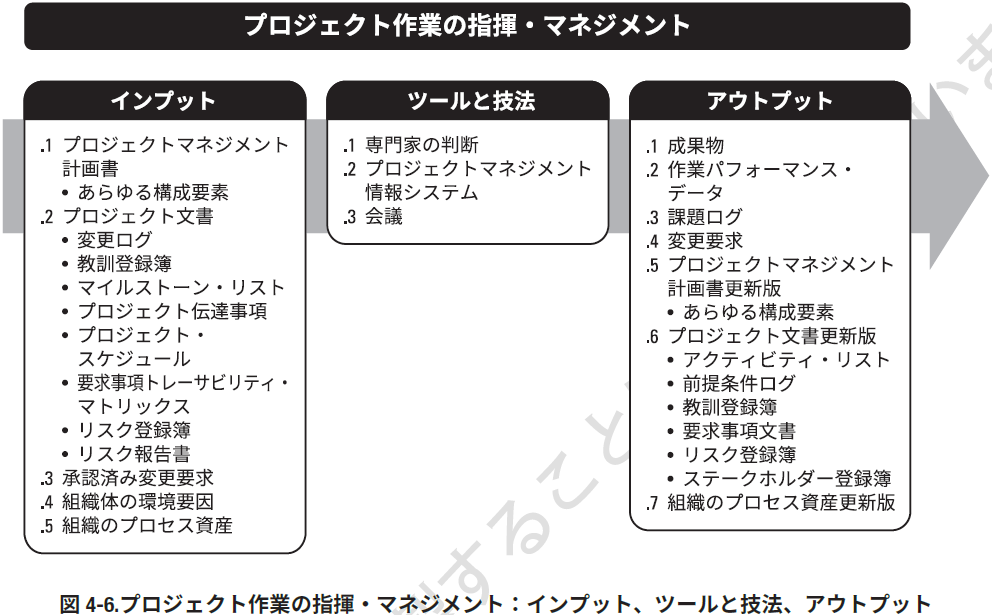 プロジェクト作業の指揮・マネジメント
インプット
.1 プロジェクトマネジメント
計画書
• あらゆる構成要素
.2 プロジェクト文書
• 変更ログ
• 教訓登録簿
• マイルストーン・リスト
• プロジェクト伝達事項
• プロジェクト・
スケジュール
• 要求事項トレーサビリティ・
マトリックス
• リスク登録簿
• リスク報告書
.3 承認済み変更要求
.4 組織体の環境要因
.5 組織のプロセス資産
ツールと技法
.1 専門家の判断
.2 プロジェクトマネジメント
情報システム
.3 会議
アウトプット
.1 成果物
.2 作業パフォーマンス・
データ
.3 課題ログ
.4 変更要求
.5 プロジェクトマネジメント
計画書更新版
• あらゆる構成要素
.6 プロジェクト文書更新版
• アクティビティ・リスト
• 前提条件ログ
• 教訓登録簿
• 要求事項文書
• リスク登録簿
• ステークホルダー登録簿
.7 組織のプロセス資産更新版
図 4-6.プロジェクト作業の指揮・マネジメント：インプット、ツールと技法、アウトプット
すること